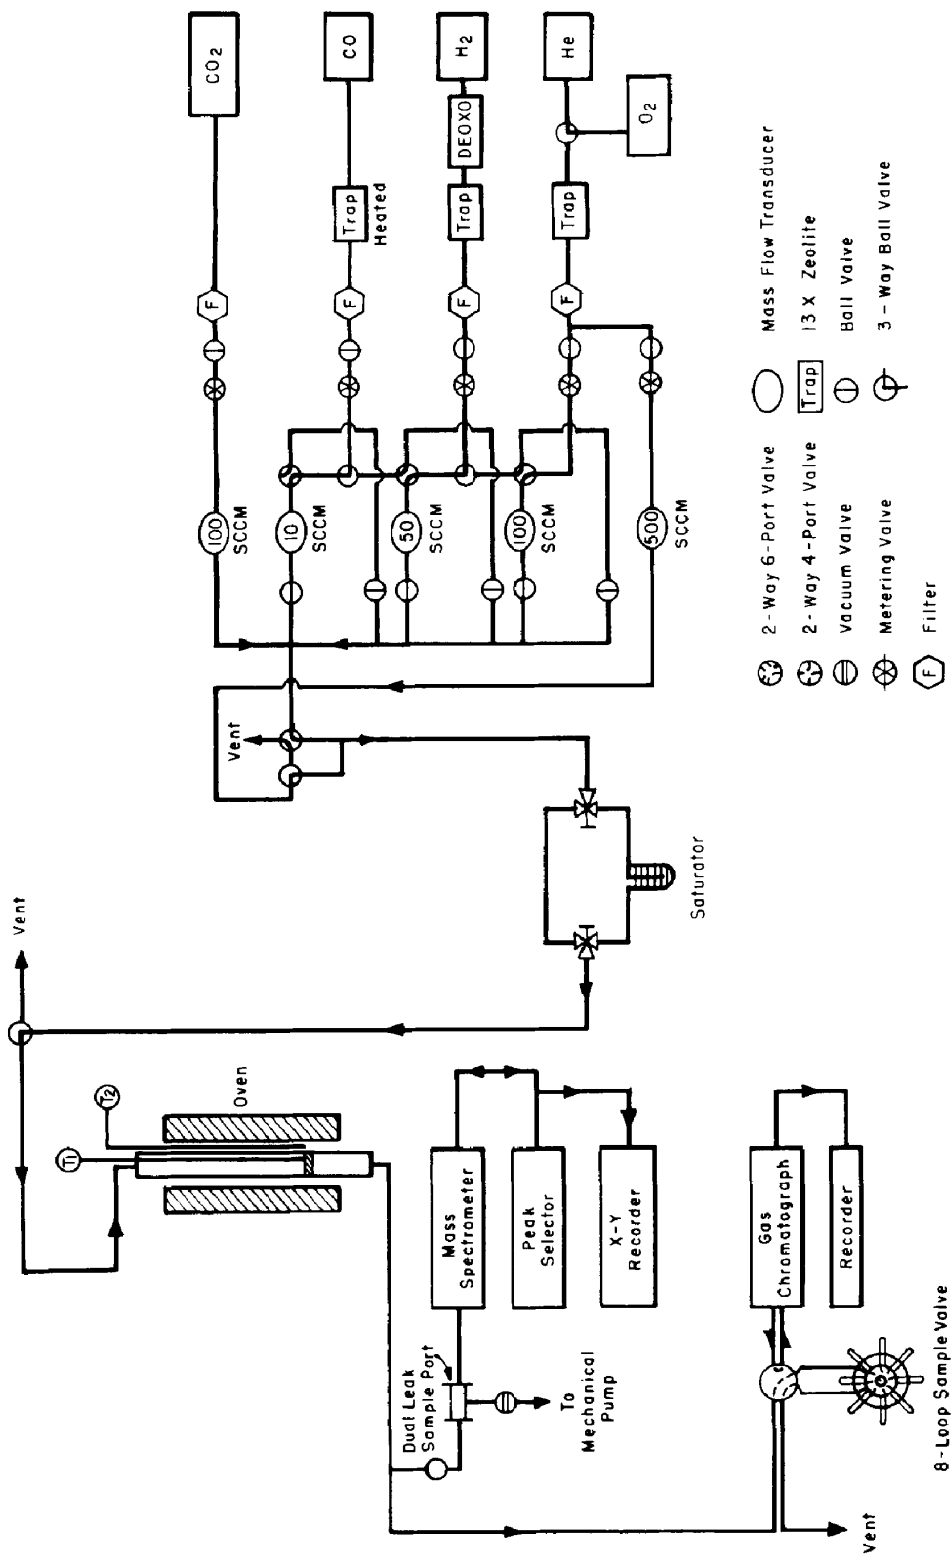 CO2
CO
H2
He
O2
DEOXO
Trap
Heated
Trap
Trap
F
F
F
F
100
SCCM
10
SCCM
50
SCCM
100
SCCM
500
SCCM
Vent
Saturator
Vent
T1
T2
Oven
Mass
Spectrometer
Peak
Selector
X-Y
Recorder
Dual Leak
Sample Port
To
Mechanical
Pump
Gas
Chromatograph
Recorder
Vent
8-Loop Sample Valve
2-Way 6-Port Valve
2-Way 4-Port Valve
Vacuum Valve
Metering Valve
F
Filter
Mass Flow Transducer
Trap
13X Zeolite
Ball Valve
3-Way Ball Valve